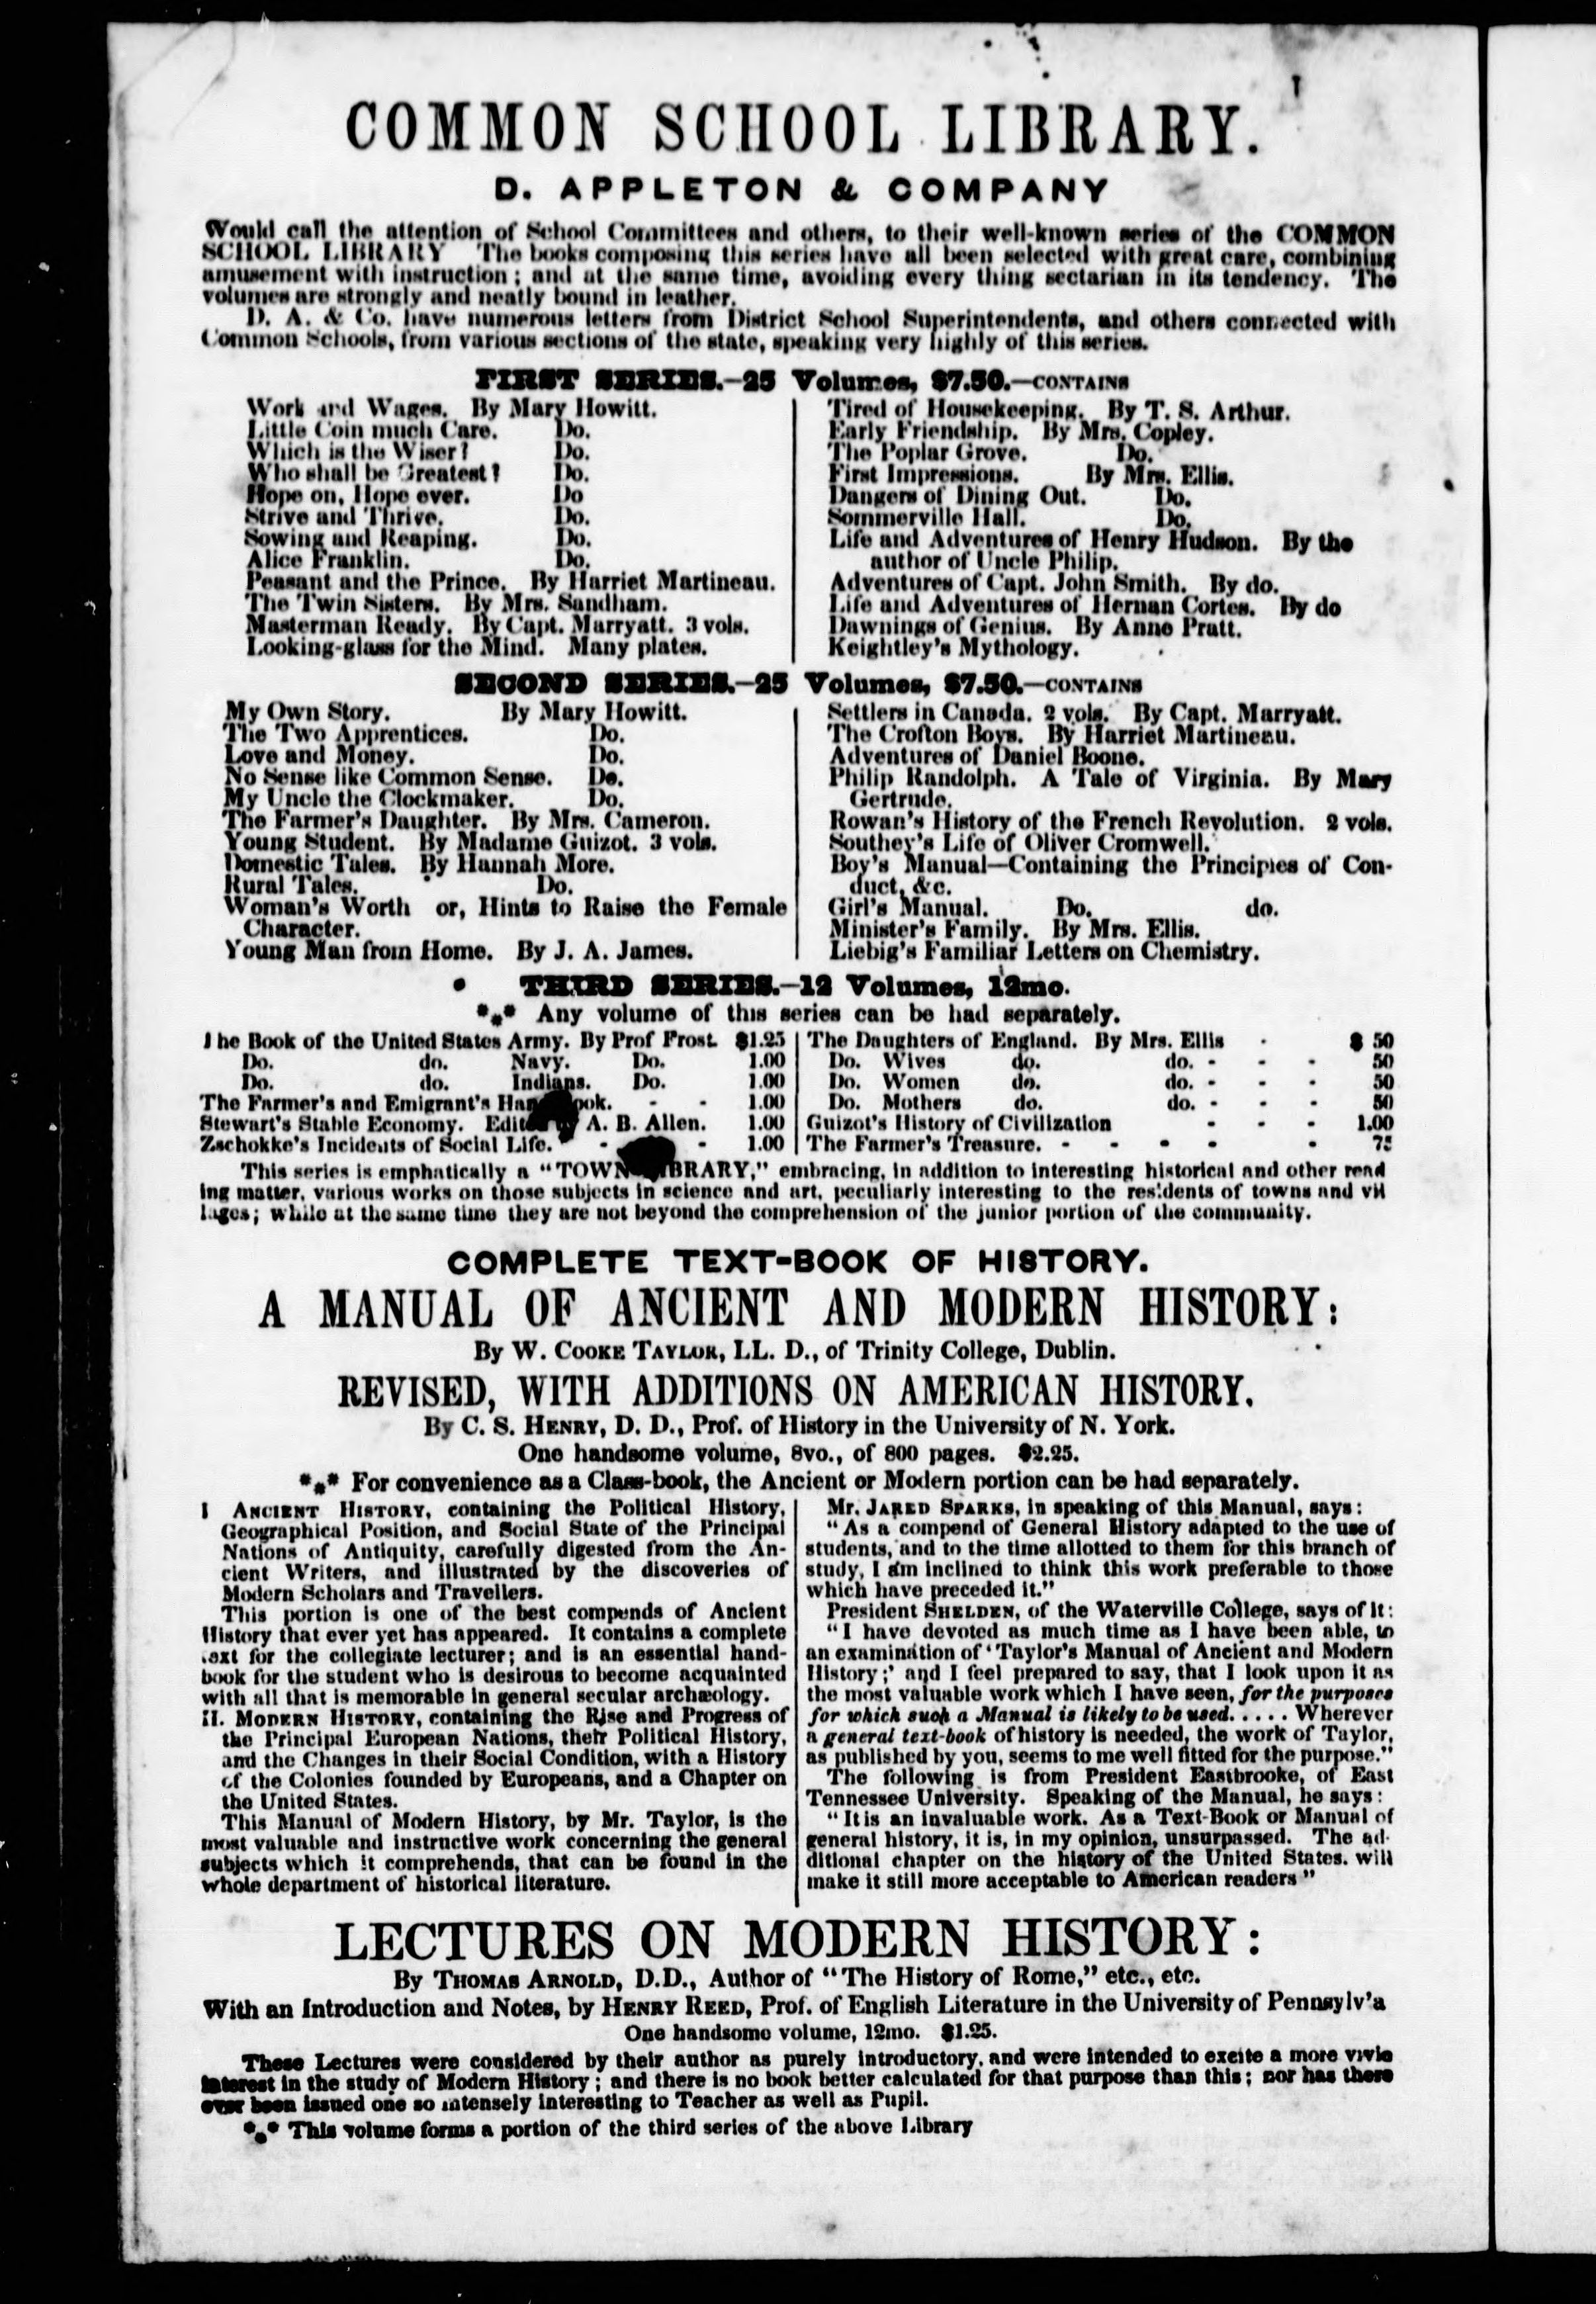 COMMON SCHOOL LIBRARY.
D. APPLETON & COMPANY
Would call the attention of School Committees and others, to their well-known series of the COMMON
SCHOOL LIBRARY The books composing this series have all been selected with great care, combining
amusement with instruction; and at the same time, avoiding every thing sectarian in its tendency. The
volumes are strongly and neatly bound in leather.
D. A. & Co. have numerous letters from District School Superintendents, and others connected with
Common Schools, from various sections of the state, speaking very highly of this series.
FIRST SERIES.—25 Volumes, $7.50.—CONTAINS
Work and Wages. By Mary Howitt.
Little Coin much Care. Do.
Which is the Wiser? Do.
Who shall be Greatest? Do.
Hope on, Hope ever. Do
Strive and Thrive. Do.
Sowing and Reaping. Do.
Alice Franklin. Do.
Peasant and the Prince. By Harriet Martineau.
The Twin Sisters. By Mrs. Sandham.
Masterman Ready. By Capt. Marryatt. 3 vols.
Looking-glass for the Mind. Many plates.
Tired of Housekeeping. By T. S. Arthur.
Early Friendship. By Mrs. Copley.
The Poplar Grove. Do.
First Impressions. By Mrs. Ellis.
Dangers of Dining Out. Do.
Sommerville Hall. Do.
Life and Adventures of Henry Hudson. By the
author of Uncle Philip.
Adventures of Capt. John Smith. By do.
Life and Adventures of Hernan Cortes. By do
Dawnings of Genius. By Anne Pratt.
Keightley's Mythology.
SECOND SERIES.—25 Volumes, $7.50.—CONTAINS
My Own Story. By Mary Howitt.
The Two Apprentices. Do.
Love and Money. Do.
No Sense like Common Sense. Do.
My Uncle the Clockmaker. Do.
The Farmer's Daughter. By Mrs. Cameron.
Young Student. By Madame Guizot. 3 vols.
Domestic Tales. By Hannah More.
Rural Tales. Do.
Woman's Worth or, Hints to Raise the Female
Character.
Young Man from Home. By J. A. James.
Settlers in Canada. 2 vols. By Capt. Marryatt.
The Crofton Boys. By Harriet Martineau.
Adventures of Daniel Boone.
Philip Randolph. A Tale of Virginia. By Mary
Gertrude.
Rowan's History of the French Revolution. 2 vols.
Southey's Life of Oliver Cromwell.
Boy's Manual—Containing the Principles of Con-
duct, &c.
Girl's Manual. Do. do.
Minister's Family. By Mrs. Ellis.
Liebig's Familiar Letters on Chemistry.
THIRD SERIES.—12 Volumes, 12mo.
*** Any volume of this series can be had separately.
The Book of the United States Army. By Prof Frost. $1.25
Do. do. Navy. Do. 1.00
Do. do. Indians. Do. 1.00
The Farmer's and Emigrant's - - 1.00
Stewart's Stable Economy. A. B. Allen. 1.00
Zschokke's Incidents of Social Life. - - 1.00
The Daughters of England. By Mrs. Ellis - $ 50
Do. Wives do. do. - - - 50
Do. Women do. do. - - - 50
Do. Mothers do. do. - - - 50
Guizot's History of Civilization - - - 1.00
The Farmer's Treasure. - - - - - 75
This series is emphatically a "TOWN LIBRARY," embracing, in addition to interesting historical and other read
ing matter, various works on those subjects in science and art, peculiarly interesting to the residents of towns and vil
lages; while at the same time they are not beyond the comprehension of the junior portion of the community.
COMPLETE TEXT-BOOK OF HISTORY.
A MANUAL OF ANCIENT AND MODERN HISTORY:
By W. COOKE TAYLOR, LL. D., of Trinity College, Dublin.
REVISED, WITH ADDITIONS ON AMERICAN HISTORY.
By C. S. HENRY, D. D., Prof. of History in the University of N. York.
One handsome volume, 8vo., of 800 pages. $2.25.
*** For convenience as a Class-book, the Ancient or Modern portion can be had separately.
I ANCIENT HISTORY, containing the Political History,
Geographical Position, and Social State of the Principal
Nations of Antiquity, carefully digested from the An-
cient Writers, and illustrated by the discoveries of
Modern Scholars and Travellers.
This portion is one of the best compends of Ancient
History that ever yet has appeared. It contains a complete
text for the collegiate lecturer; and is an essential hand-
book for the student who is desirous to become acquainted
with all that is memorable in general secular archæology.
II. MODERN HISTORY, containing the Rise and Progress of
the Principal European Nations, their Political History,
and the Changes in their Social Condition, with a History
of the Colonies founded by Europeans, and a Chapter on
the United States.
This Manual of Modern History, by Mr. Taylor, is the
most valuable and instructive work concerning the general
subjects which it comprehends, that can be found in the
whole department of historical literature.
Mr. JARED SPARKS, in speaking of this Manual, says:
"As a compend of General History adapted to the use of
students, and to the time allotted to them for this branch of
study, I am inclined to think this work preferable to those
which have preceded it."
President SHELDEN, of the Waterville College, says of it:
"I have devoted as much time as I have been able, to
an examination of 'Taylor's Manual of Ancient and Modern
History;' and I feel prepared to say, that I look upon it as
the most valuable work which I have seen, for the purposes
for which such a Manual is likely to be used..... Wherever
a general text-book of history is needed, the work of Taylor,
as published by you, seems to me well fitted for the purpose."
The following is from President Eastbrooke, of East
Tennessee University. Speaking of the Manual, he says:
"It is an invaluable work. As a Text-Book or Manual of
general history, it is, in my opinion, unsurpassed. The ad-
ditional chapter on the history of the United States. will
make it still more acceptable to American readers"
LECTURES ON MODERN HISTORY:
By THOMAS ARNOLD, D.D., Author of "The History of Rome," etc., etc.
With an Introduction and Notes, by HENRY REED, Prof. of English Literature in the University of Pennsylv'a
One handsome volume, 12mo. $1.25.
These Lectures were considered by their author as purely introductory, and were intended to excite a more vivid
interest in the study of Modern History; and there is no book better calculated for that purpose than this; nor has there
ever been issued one so intensely interesting to Teacher as well as Pupil.
*** This volume forms a portion of the third series of the above Library